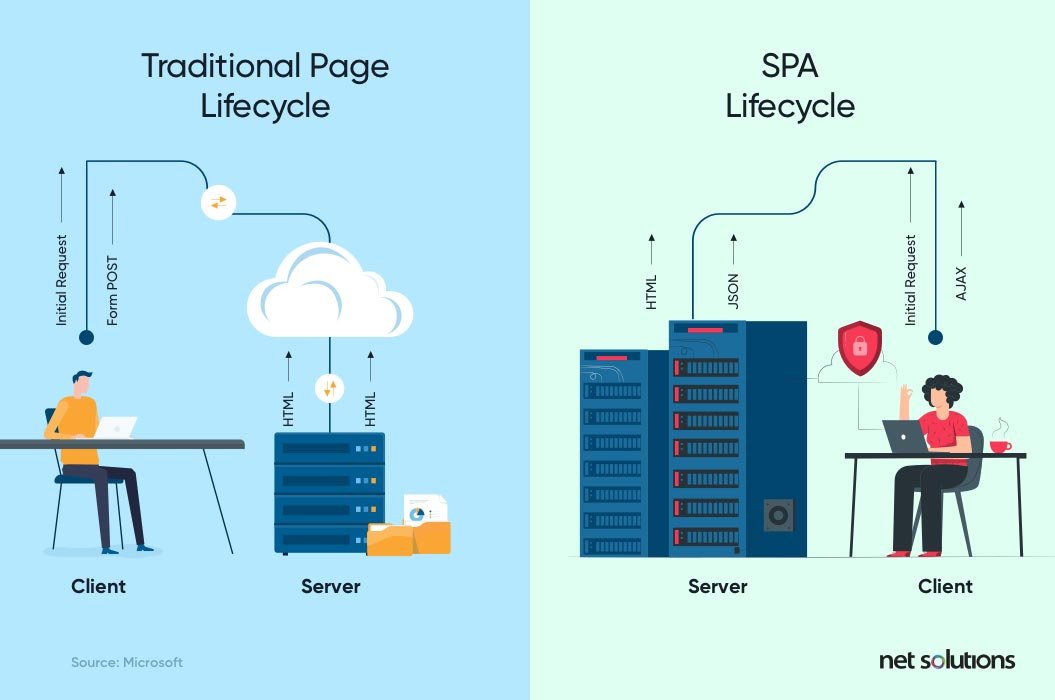 Traditional Page
Lifecycle
Initial Request
Form POST
HTML
HTML
Client
Server
Source: Microsoft
SPA
Lifecycle
HTML
JSON
Initial Request
AJAX
Server
Client
net solutions